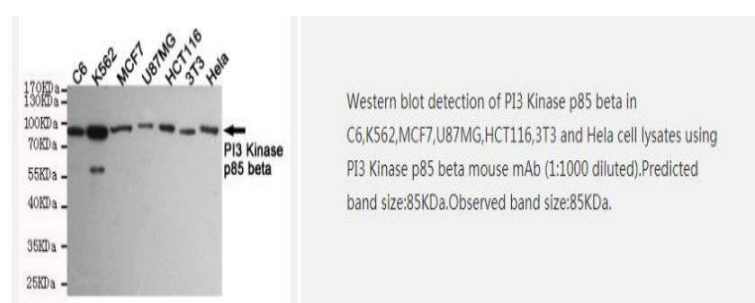 C6 K562 MCF7 U87MG HCT116 3T3 Hela
170KDa
130KDa
100KDa
70KDa
PI3 Kinase
p85 beta
55KDa
40KDa
35KDa
25KDa
Western blot detection of PI3 Kinase p85 beta in
C6,K562,MCF7,U87MG,HCT116,3T3 and Hela cell lysates using
PI3 Kinase p85 beta mouse mAb (1:1000 diluted).Predicted
band size:85KDa.Observed band size:85KDa.